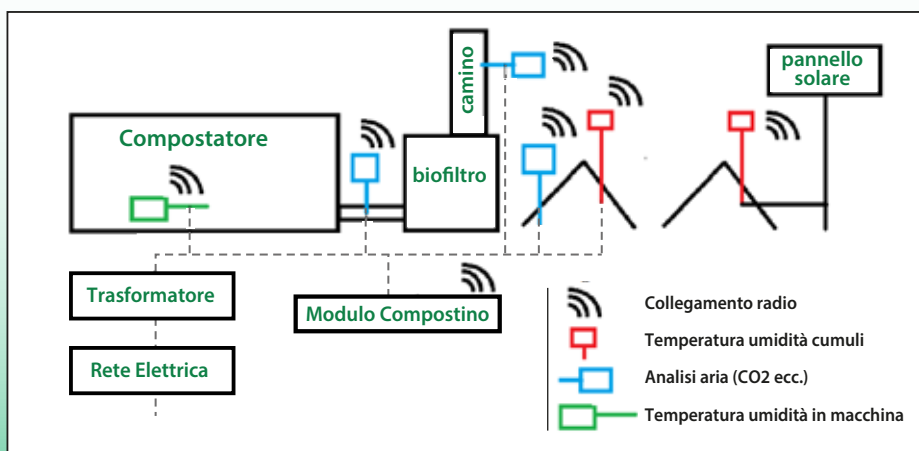 camino
pannello
solare
Compostatore
biofiltro
Trasformatore
Modulo Compostino
Rete Elettrica
Collegamento radio
Temperatura umidità cumuli
Analisi aria (CO2 ecc.)
Temperatura umidità in macchina